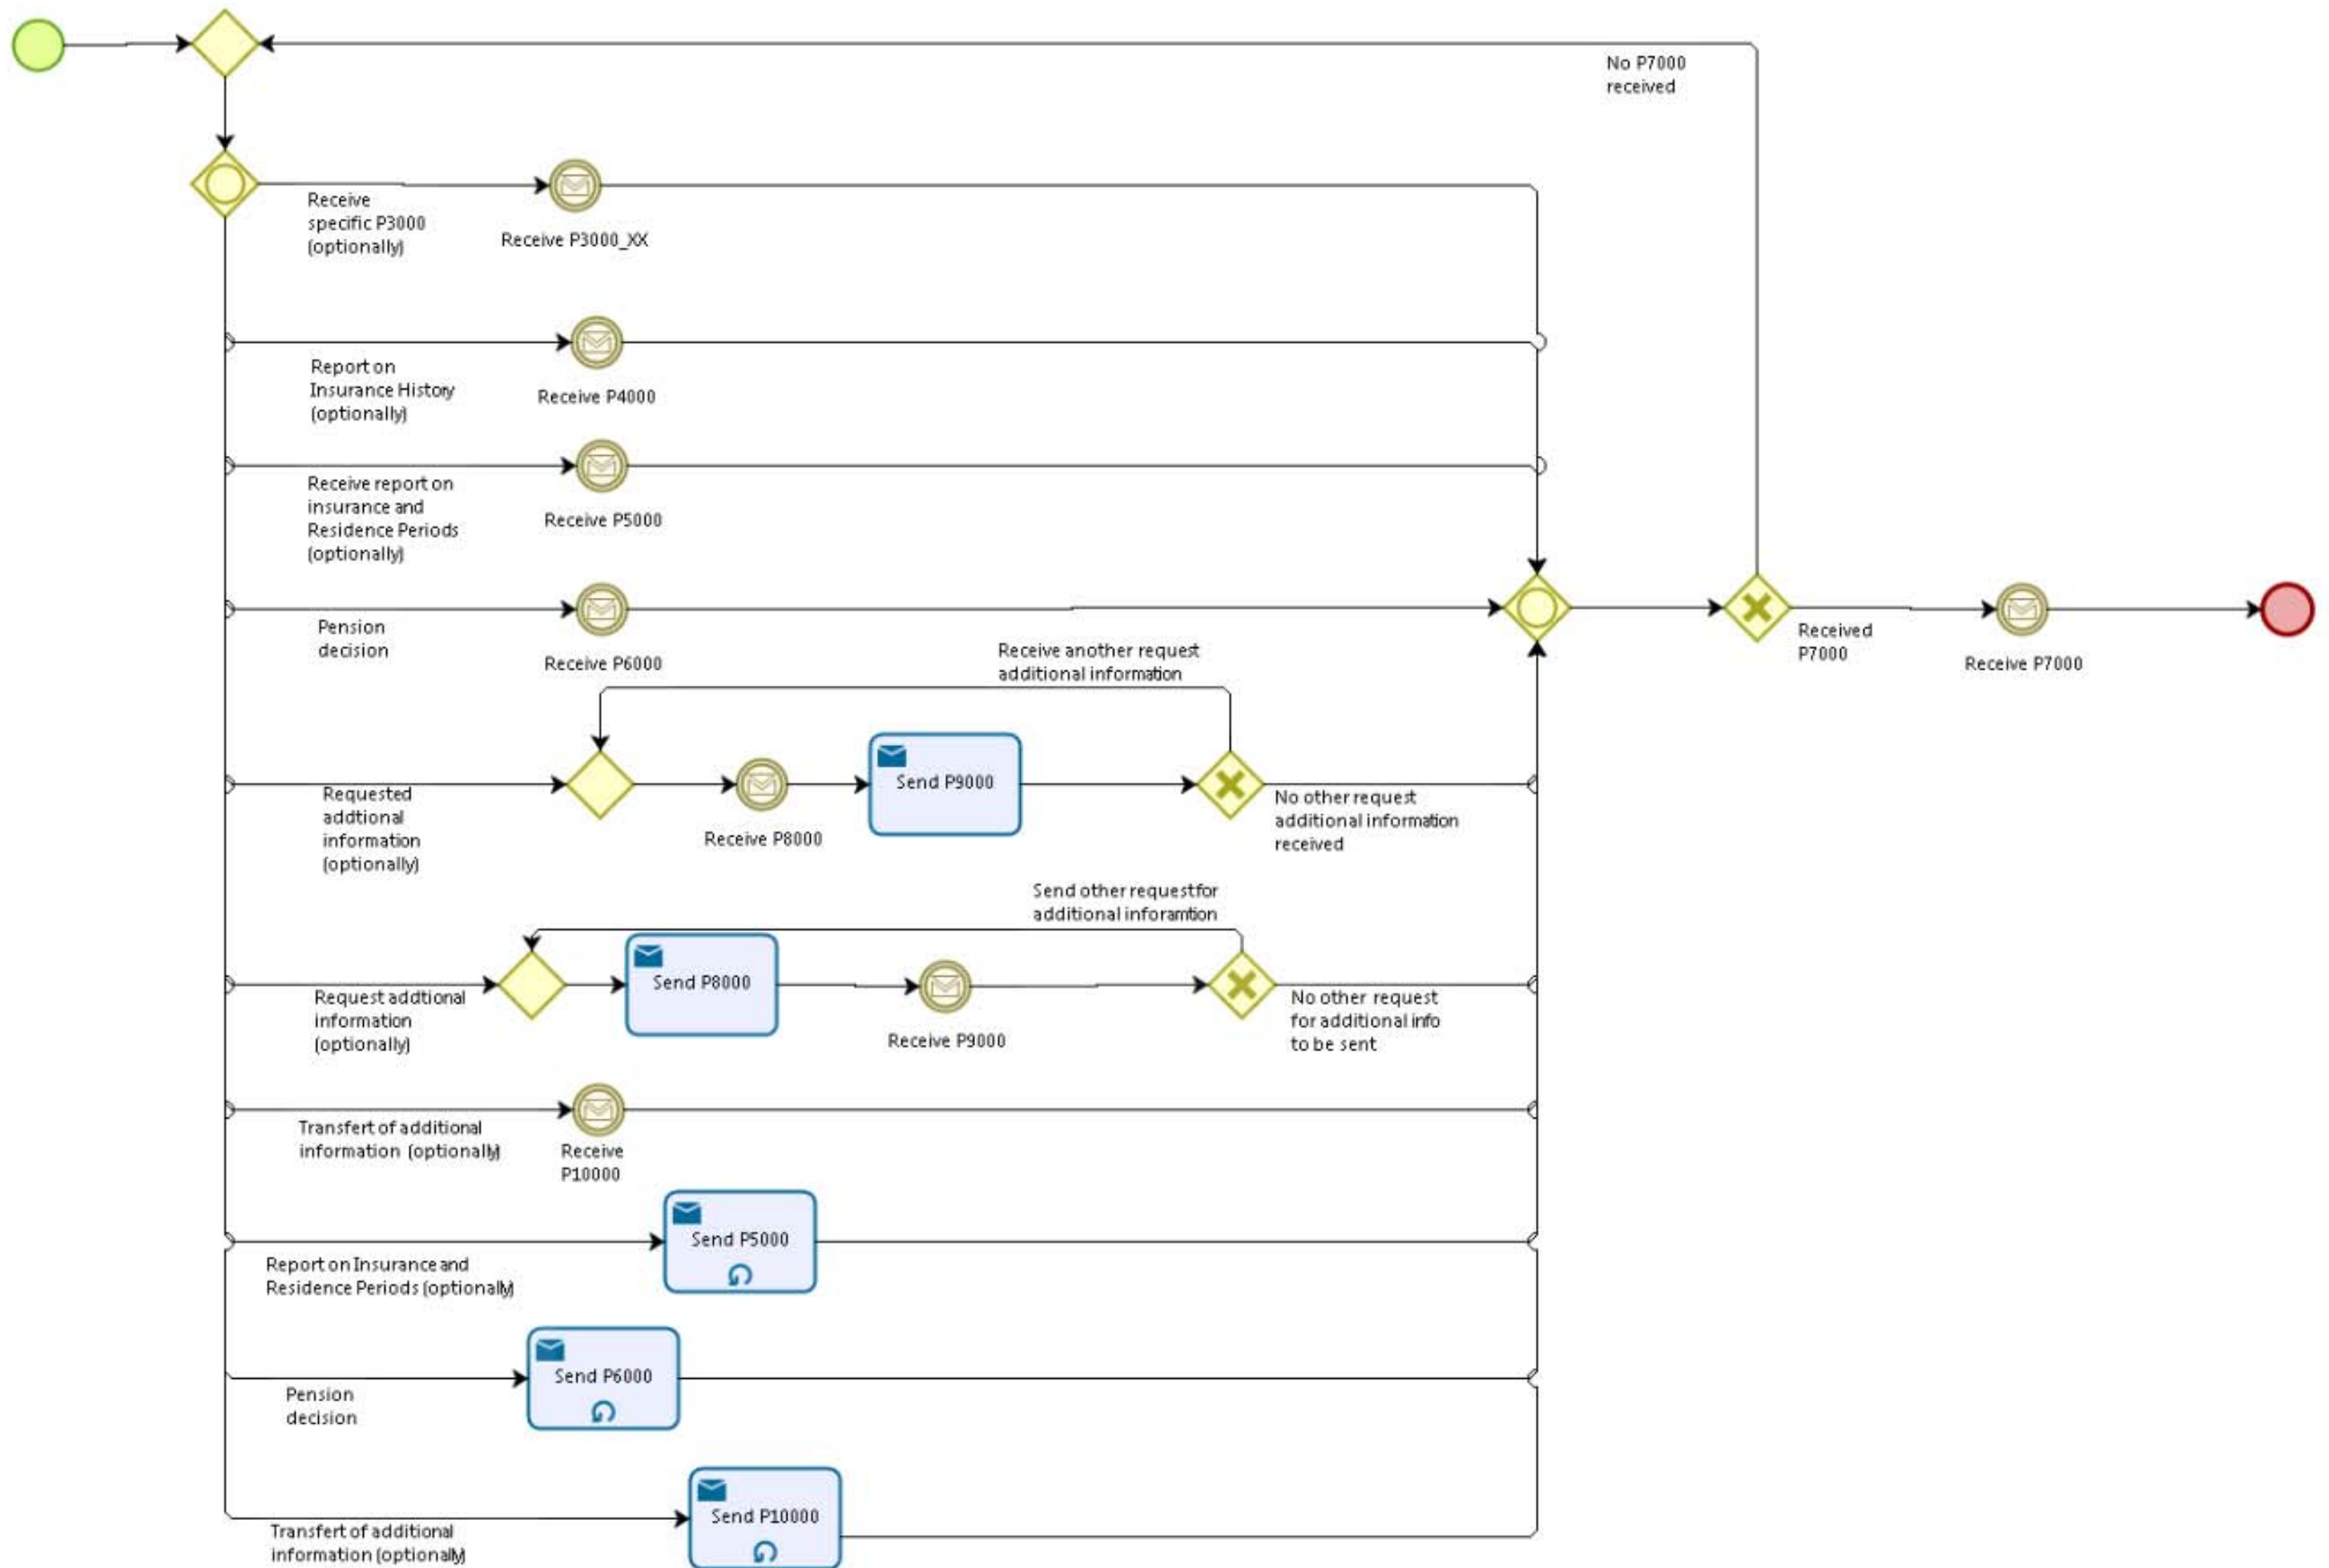 No P7000
received
Receive
specific P3000
(optionally)
Receive P3000_XX
Report on
Insurance History
(optionally)
Receive P4000
Receive report on
insurance and
Residence Periods
(optionally)
Receive P5000
Pension
decision
Receive P6000
Received
P7000
Receive P7000
Receive another request
additional information
Requested
addtional
information
(optionally)
Receive P8000
Send P9000
No other request
additional information
received
Send other request for
additional inforamtion
Request addtional
information
(optionally)
Send P8000
Receive P9000
No other request
for additional info
to be sent
Transfert of additional
information (optionally)
Receive
P10000
Report on Insurance and
Residence Periods (optionally)
Send P5000
Pension
decision
Send P6000
Transfert of additional
information (optionally)
Send P10000